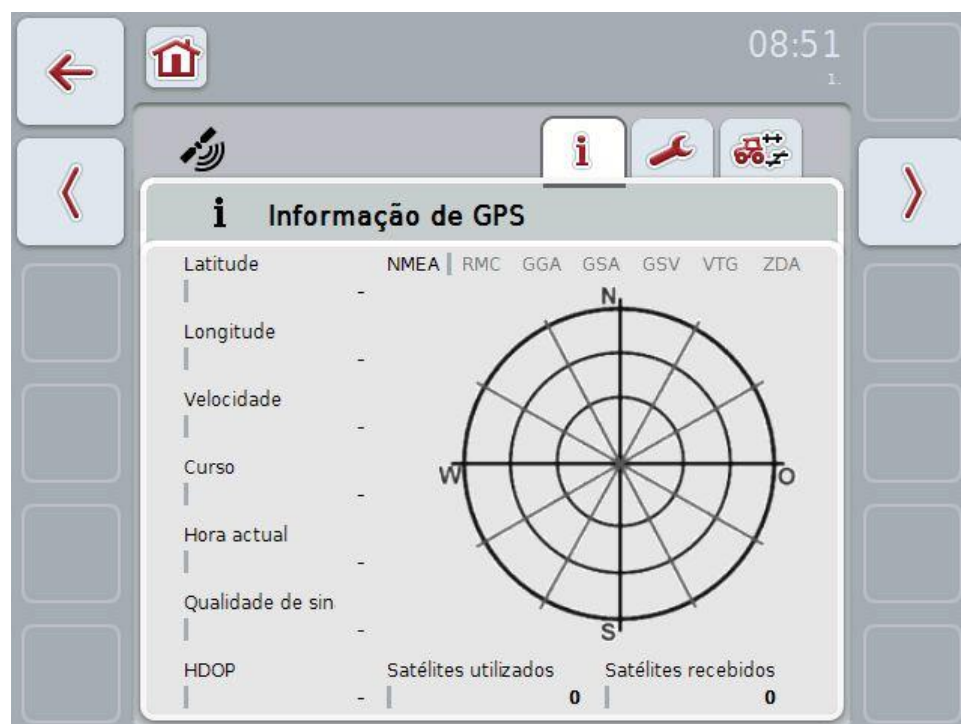 08:51
1.
i
i Informação de GPS
Latitude
NMEA RMC GGA GSA GSV VTG ZDA
-
Longitude
-
Velocidade
-
Curso
-
Hora actual
-
Qualidade de sin
-
N
W
O
S
HDOP
-
Satélites utilizados
0
Satélites recebidos
0